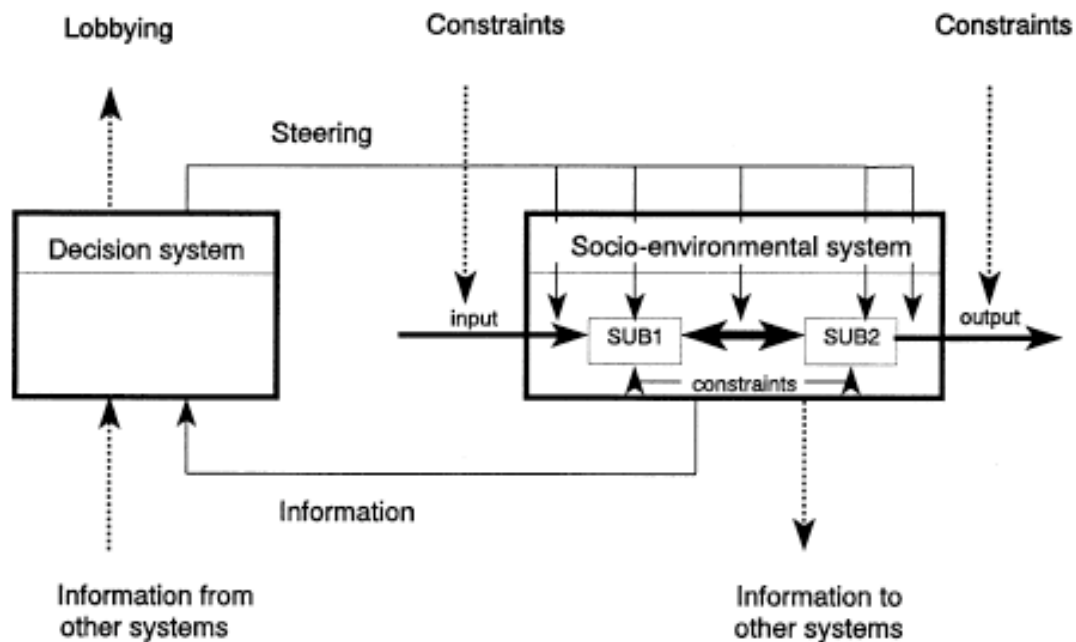 Lobbying
Constraints
Constraints
Steering
Decision system
Socio-environmental system
input
SUB1
SUB2
output
constraints
Information
Information from
other systems
Information to
other systems